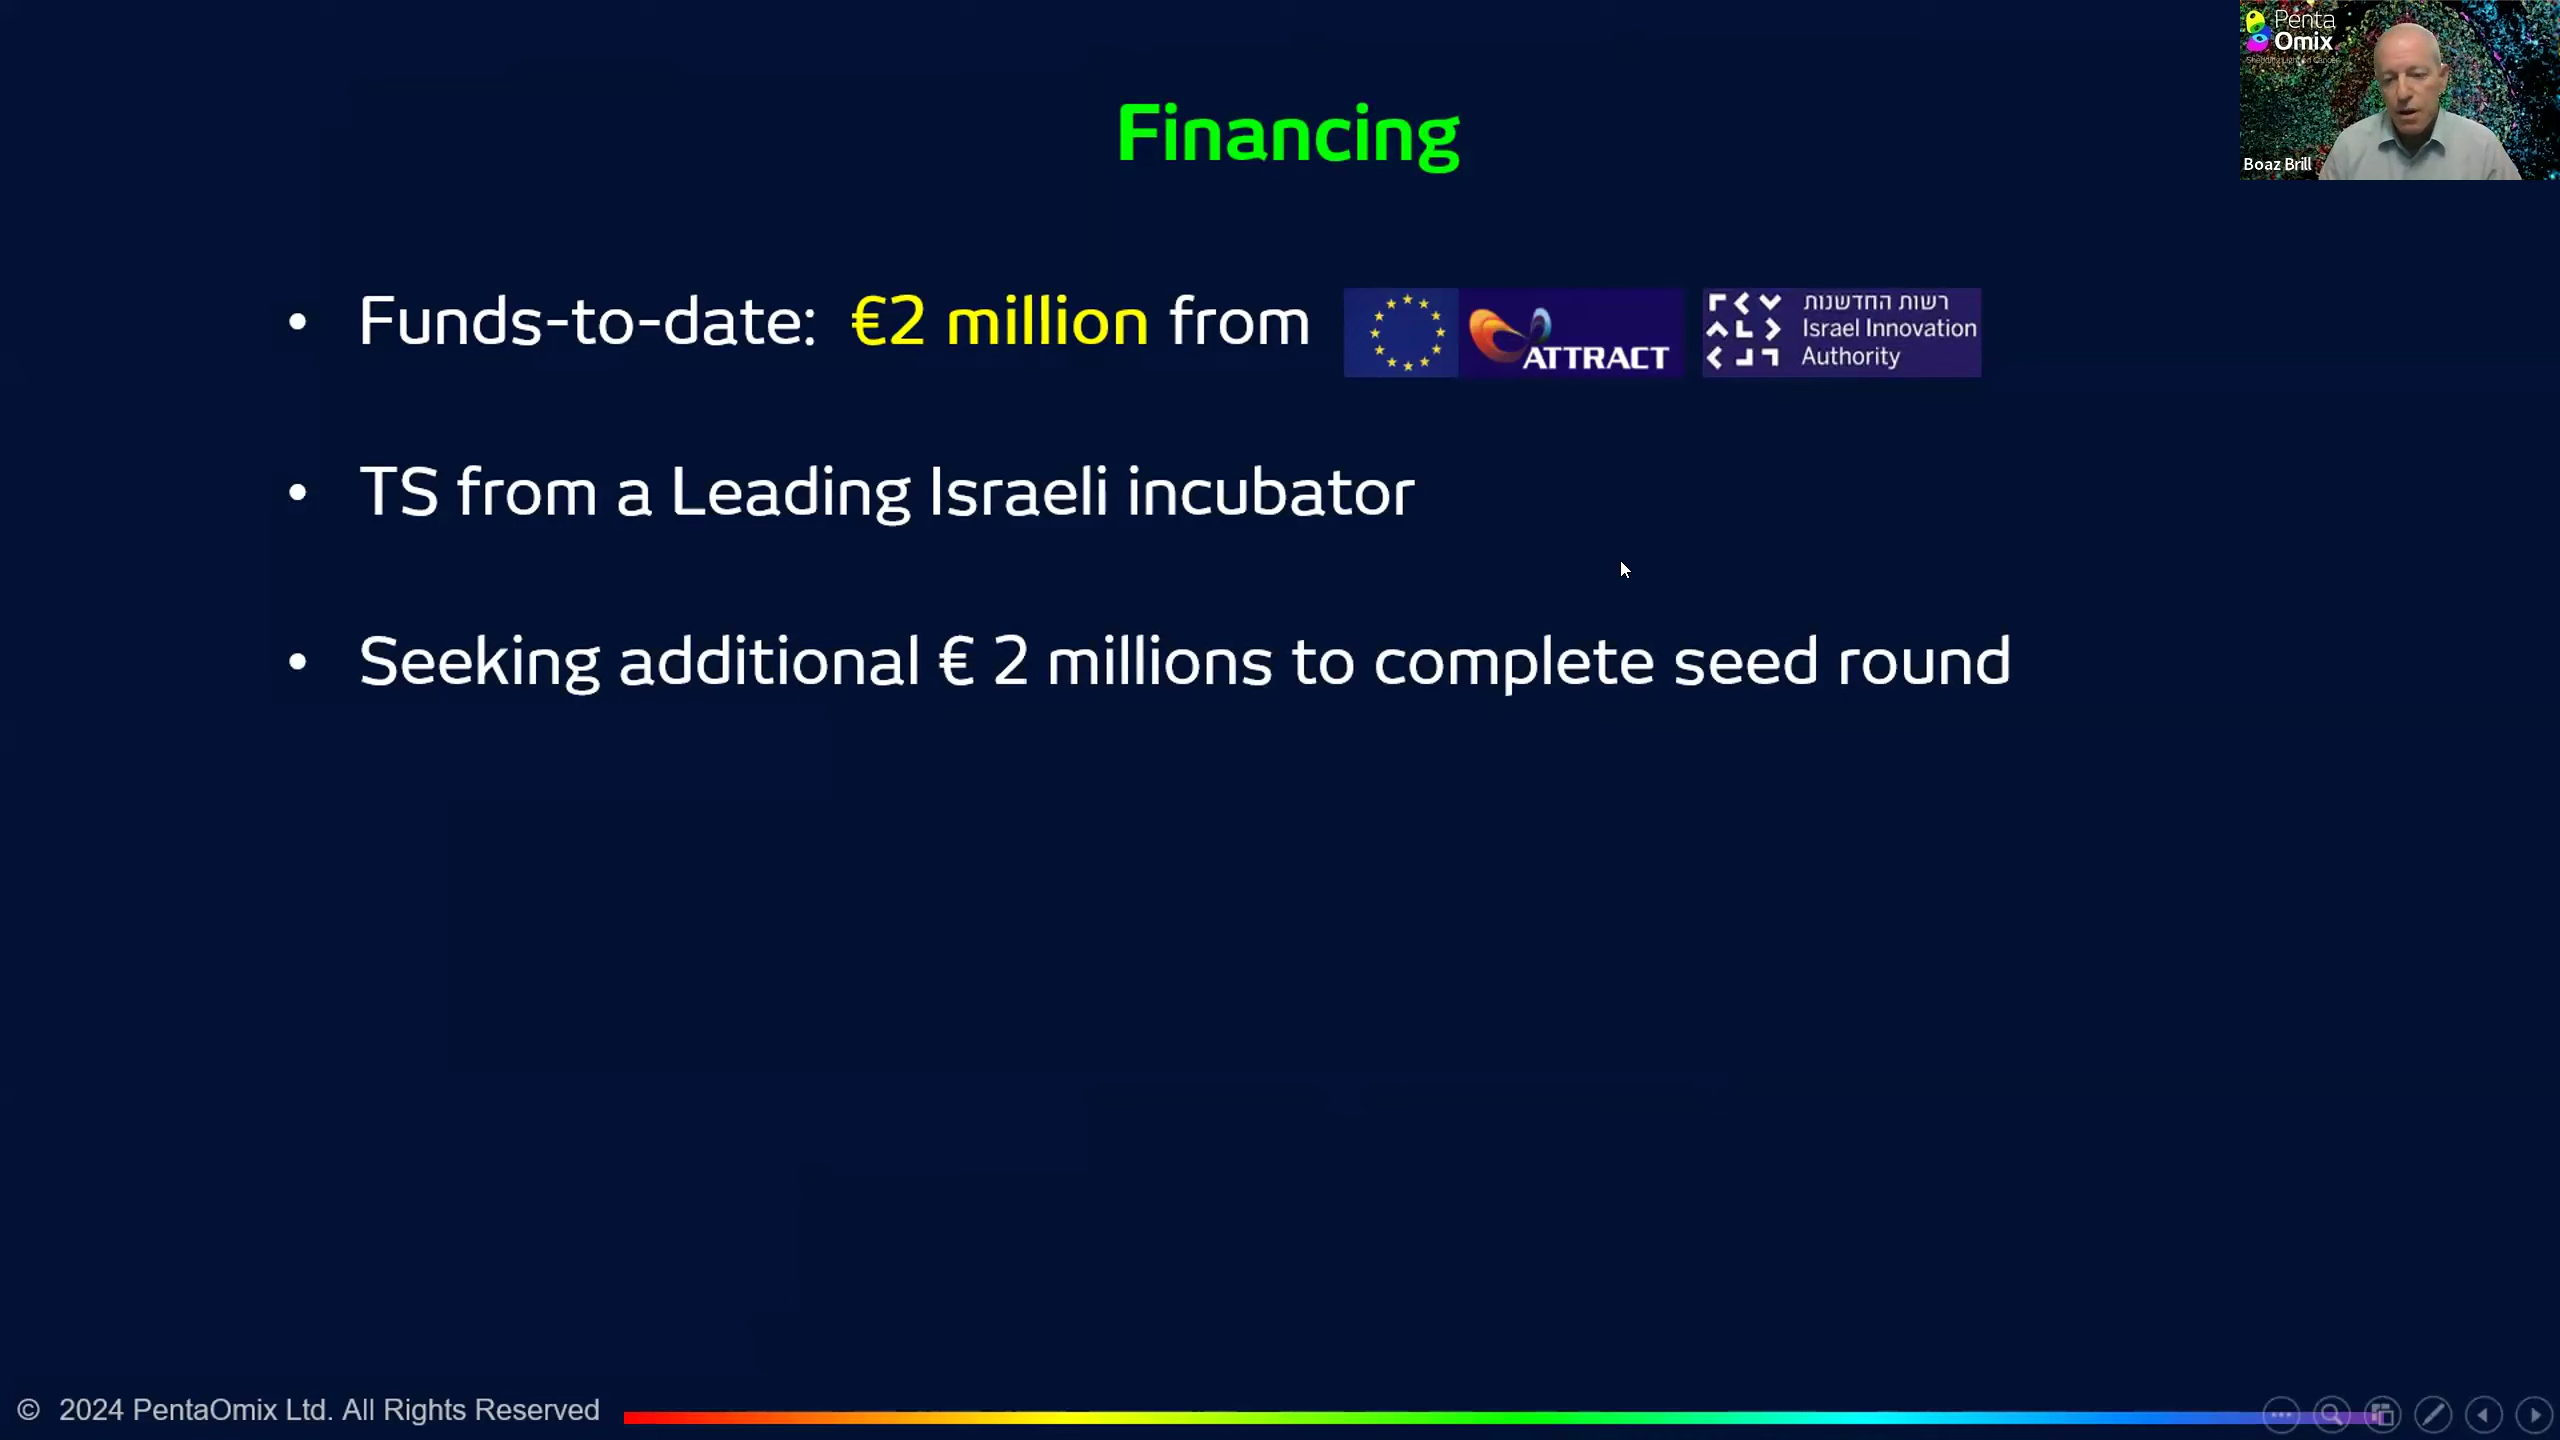 Penta
Omix
Boaz Brill
Financing
• Funds-to-date: €2 million from
ATTRACT
רשות החדשנות
Israel Innovation
Authority
• TS from a Leading Israeli incubator
• Seeking additional € 2 millions to complete seed round
© 2024 PentaOmix Ltd. All Rights Reserved